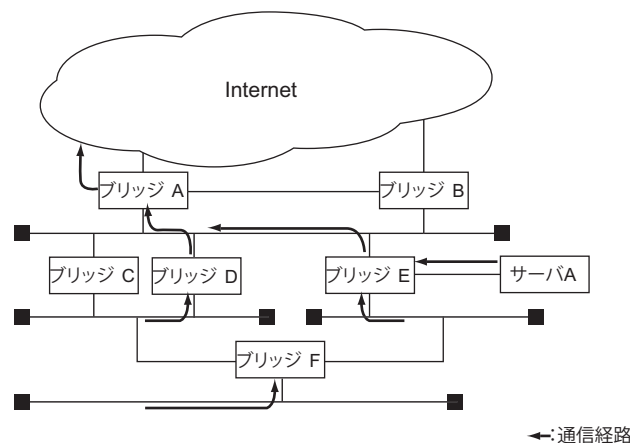 Internet
ブリッジ A
ブリッジ B
ブリッジ C
ブリッジ D
ブリッジ E
サーバA
ブリッジ F
:通信経路